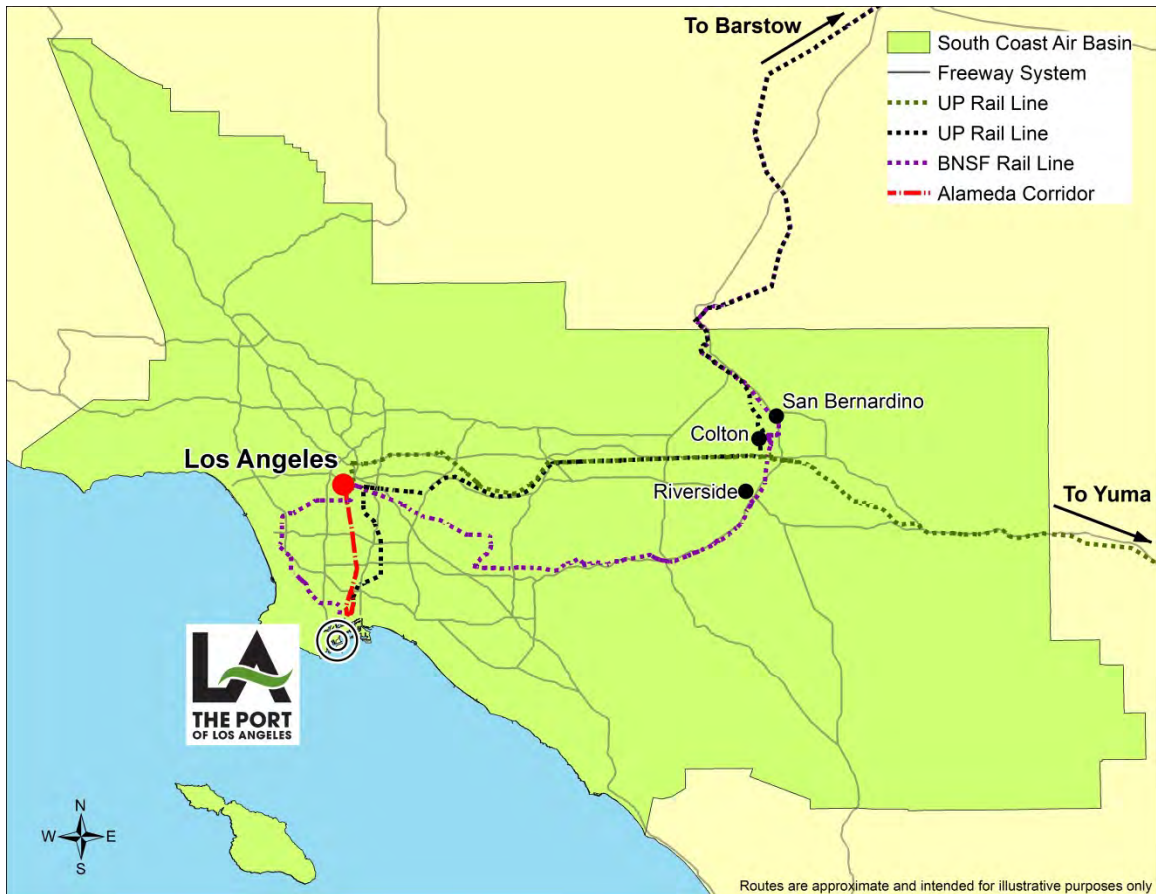 To Barstow
South Coast Air Basin
Freeway System
UP Rail Line
UP Rail Line
BNSF Rail Line
Alameda Corridor
San Bernardino
Colton
Los Angeles
Riverside
To Yuma
LA
THE PORT
OF LOS ANGELES
N
W E
S
Routes are approximate and intended for illustrative purposes only